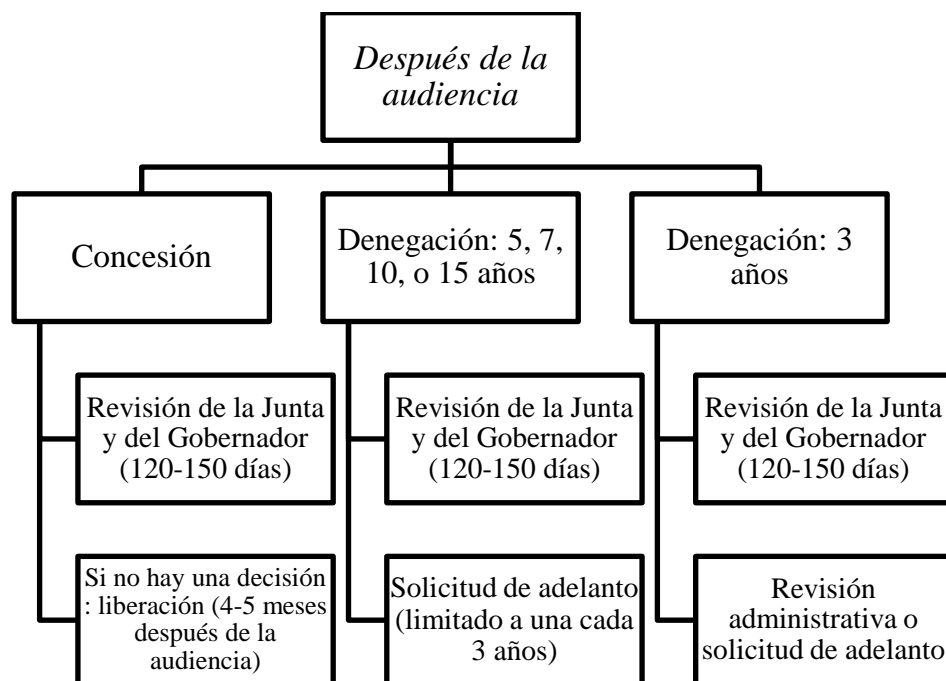 Después de la
audiencia
Concesión
Denegación: 5, 7,
10, o 15 años
Denegación: 3
años
Revisión de la Junta
y del Gobernador
(120-150 días)
Revisión de la Junta
y del Gobernador
(120-150 días)
Revisión de la Junta
y del Gobernador
(120-150 días)
Si no hay una decisión
: liberación (4-5 meses
después de la
audiencia)
Solicitud de adelanto
(limitado a una cada
3 años)
Revisión
administrativa o
solicitud de adelanto